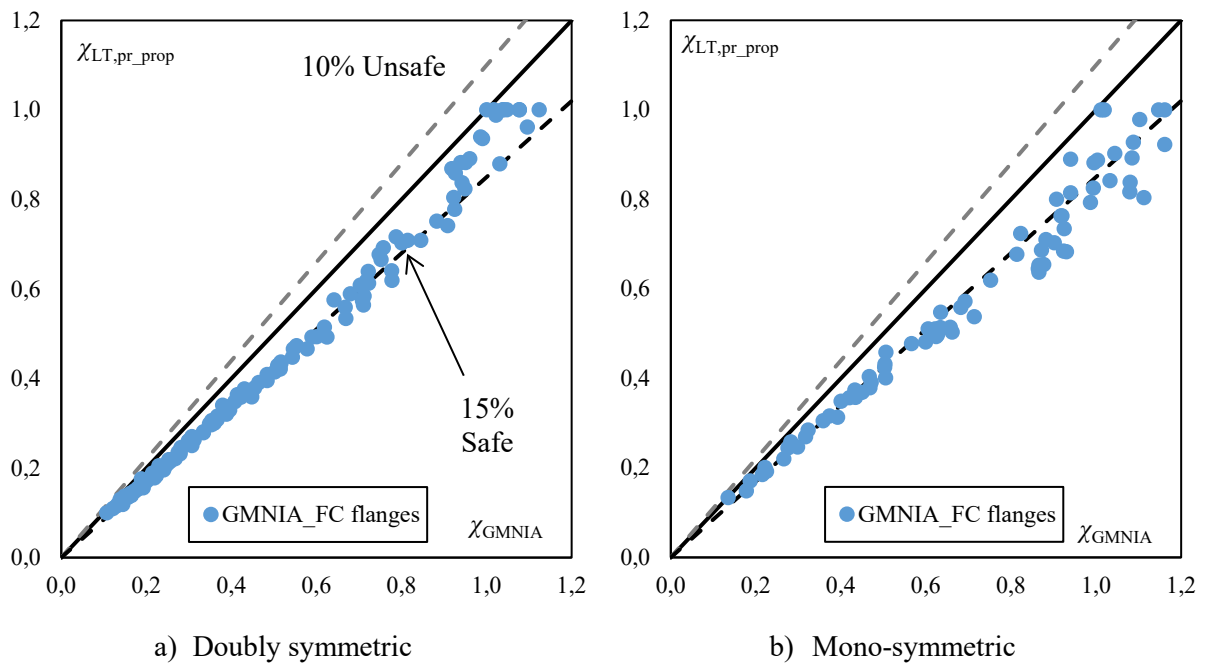 1,2
1,0
0,8
0,6
0,4
0,2
0,0
χLT,pr_prop
10% Unsafe
15%
Safe
GMNIA_FC flanges
χGMNIA
0,0 0,2 0,4 0,6 0,8 1,0 1,2
a) Doubly symmetric
1,2
1,0
0,8
0,6
0,4
0,2
0,0
χLT,pr_prop
GMNIA_FC flanges
χGMNIA
0,0 0,2 0,4 0,6 0,8 1,0 1,2
b) Mono-symmetric